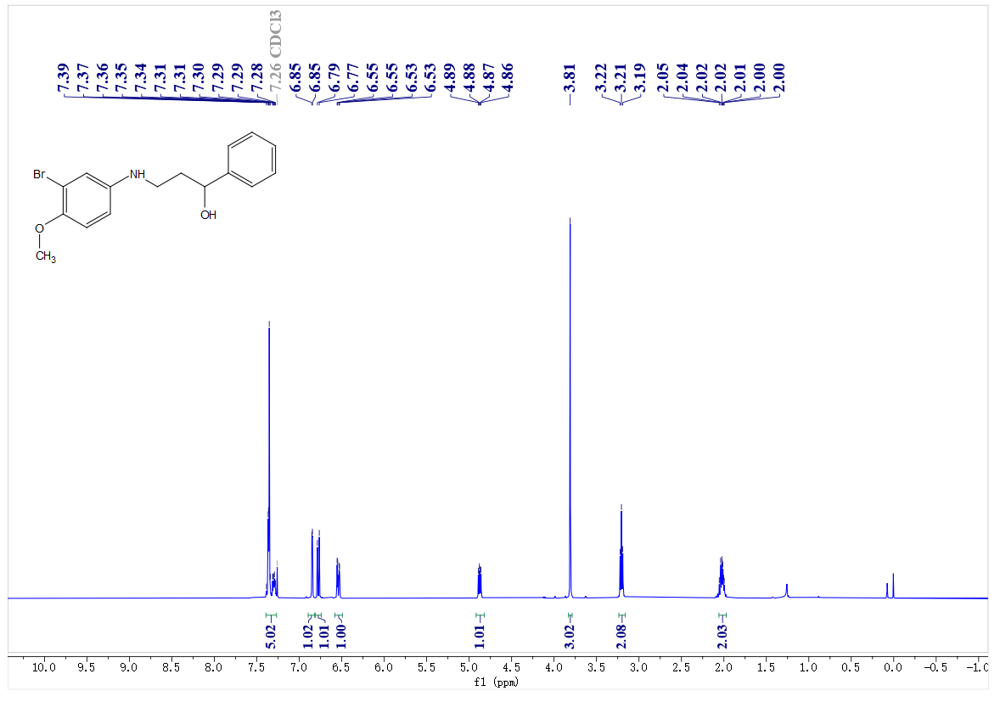 7.39 7.37 7.36 7.35 7.34 7.31 7.31 7.30 7.29 7.29 7.28 7.26 CDCl3 6.85 6.85 6.79 6.77 6.55 6.55 6.53 6.53 4.89 4.88 4.87 4.86 3.81 3.22 3.21 3.19 2.05 2.04 2.02 2.02 2.01 2.00 2.00
Br
NH
OH
O
CH3
5.02 1.02 1.01 1.00 1.01 3.02 2.08 2.03
10.0 9.5 9.0 8.5 8.0 7.5 7.0 6.5 6.0 5.5 5.0 4.5 4.0 3.5 3.0 2.5 2.0 1.5 1.0 0.5 0.0 -0.5
f1 (ppm)